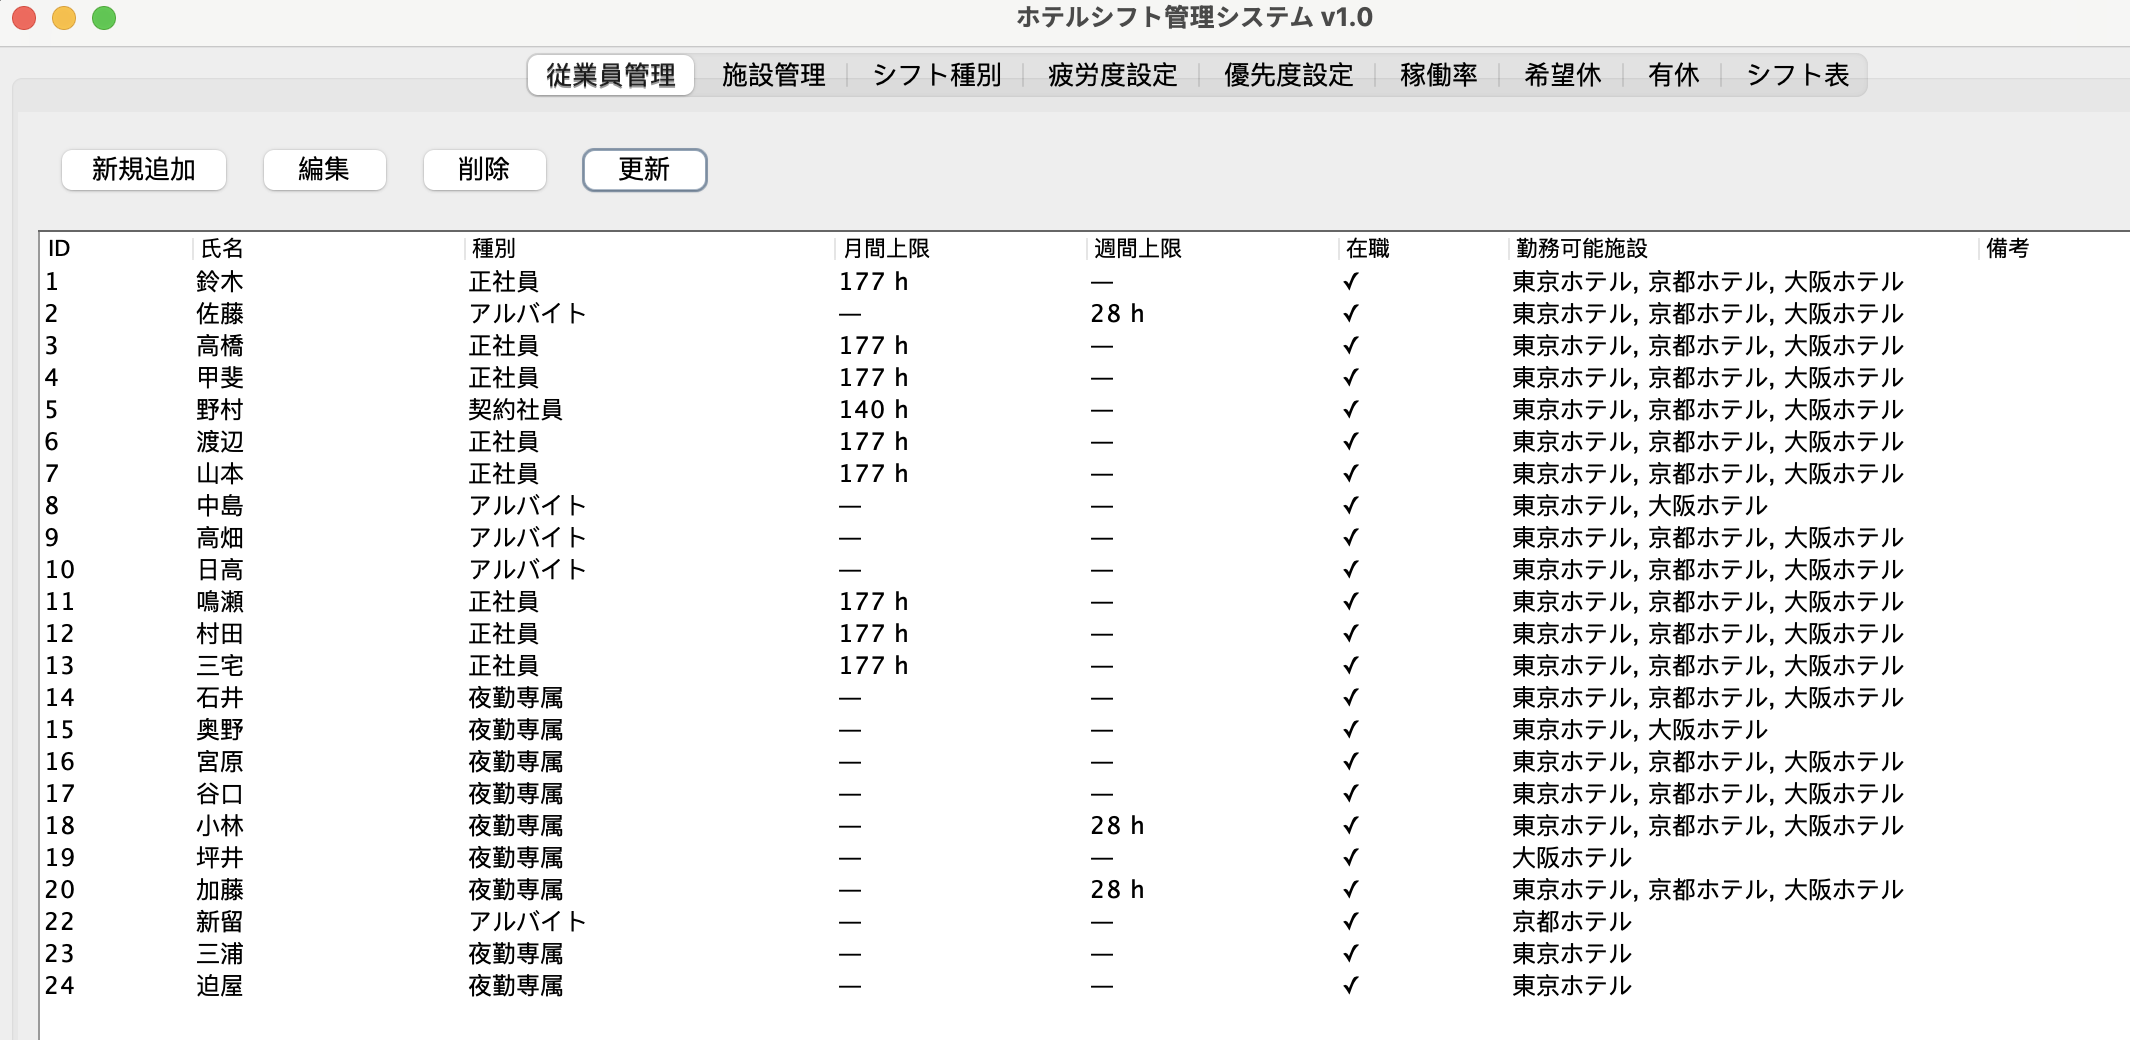 ホテルシフト管理システム v1.0
従業員管理 施設管理 シフト種別 疲労度設定 優先度設定 稼働率 希望休 有休 シフト表
新規追加 編集 削除 更新
ID 氏名 種別 月間上限 週間上限 在職 勤務可能施設 備考
1 鈴木 正社員 177 h — ✓ 東京ホテル, 京都ホテル, 大阪ホテル
2 佐藤 アルバイト — 28 h ✓ 東京ホテル, 京都ホテル, 大阪ホテル
3 高橋 正社員 177 h — ✓ 東京ホテル, 京都ホテル, 大阪ホテル
4 甲斐 正社員 177 h — ✓ 東京ホテル, 京都ホテル, 大阪ホテル
5 野村 契約社員 140 h — ✓ 東京ホテル, 京都ホテル, 大阪ホテル
6 渡辺 正社員 177 h — ✓ 東京ホテル, 京都ホテル, 大阪ホテル
7 山本 正社員 177 h — ✓ 東京ホテル, 京都ホテル, 大阪ホテル
8 中島 アルバイト — — ✓ 東京ホテル, 大阪ホテル
9 高畑 アルバイト — — ✓ 東京ホテル, 京都ホテル, 大阪ホテル
10 日高 アルバイト — — ✓ 東京ホテル, 京都ホテル, 大阪ホテル
11 鳴瀬 正社員 177 h — ✓ 東京ホテル, 京都ホテル, 大阪ホテル
12 村田 正社員 177 h — ✓ 東京ホテル, 京都ホテル, 大阪ホテル
13 三宅 正社員 177 h — ✓ 東京ホテル, 京都ホテル, 大阪ホテル
14 石井 夜勤専属 — — ✓ 東京ホテル, 京都ホテル, 大阪ホテル
15 奥野 夜勤専属 — — ✓ 東京ホテル, 大阪ホテル
16 宮原 夜勤専属 — — ✓ 東京ホテル, 京都ホテル, 大阪ホテル
17 谷口 夜勤専属 — — ✓ 東京ホテル, 京都ホテル, 大阪ホテル
18 小林 夜勤専属 — 28 h ✓ 東京ホテル, 京都ホテル, 大阪ホテル
19 坪井 夜勤専属 — — ✓ 大阪ホテル
20 加藤 夜勤専属 — 28 h ✓ 東京ホテル, 京都ホテル, 大阪ホテル
22 新留 アルバイト — — ✓ 京都ホテル
23 三浦 夜勤専属 — — ✓ 東京ホテル
24 迫屋 夜勤専属 — — ✓ 東京ホテル